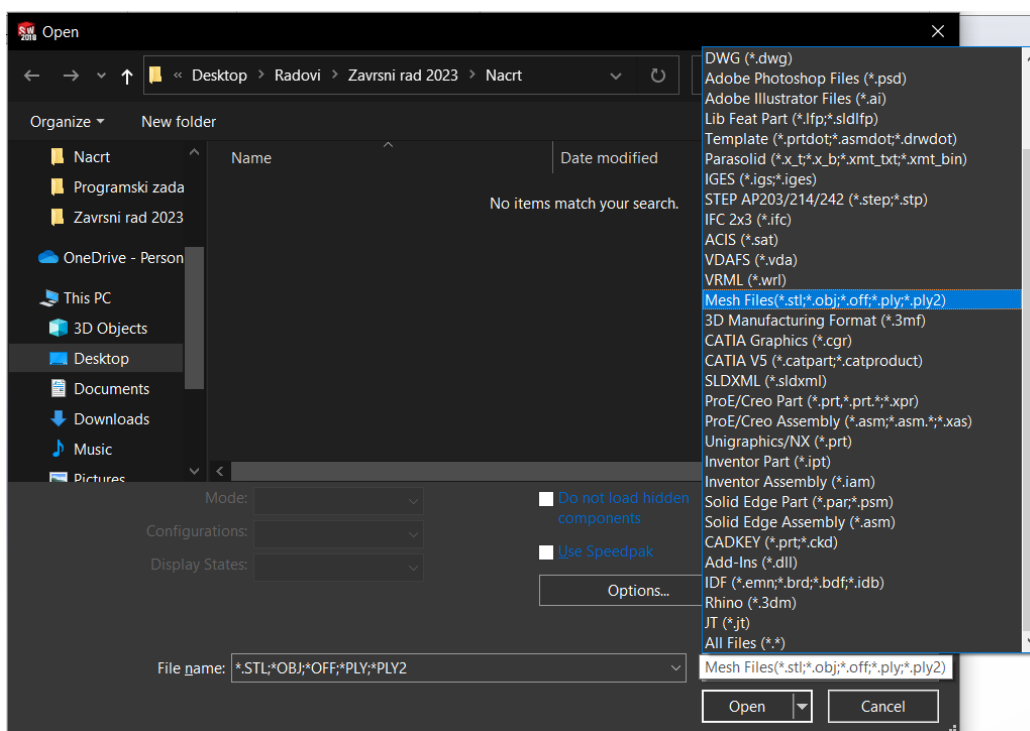 SW
2018
Open
« Desktop > Radovi > Zavrsni rad 2023 > Nacrt
Organize
New folder
Nacrt
Programski zada
Zavrsni rad 2023
OneDrive - Person
This PC
3D Objects
Desktop
Documents
Downloads
Music
Pictures
Name
Date modified
No items match your search.
Mode:
Configurations:
Display States:
Do not load hidden
components
Use Speedpak
Options...
File name:
*.STL;*OBJ;*OFF;*PLY;*PLY2
DWG (*.dwg)
Adobe Photoshop Files (*.psd)
Adobe Illustrator Files (*.ai)
Lib Feat Part (*.lfp;*.sldlfp)
Template (*.prtdot;*.asmdot;*.drwdot)
Parasolid (*.x_t;*.x_b;*.xmt_txt;*.xmt_bin)
IGES (*.igs;*.iges)
STEP AP203/214/242 (*.step;*.stp)
IFC 2x3 (*.ifc)
ACIS (*.sat)
VDAFS (*.vda)
VRML (*.wrl)
Mesh Files(*.stl;*.obj;*.off;*.ply;*.ply2)
3D Manufacturing Format (*.3mf)
CATIA Graphics (*.cgr)
CATIA V5 (*.catpart;*.catproduct)
SLDXML (*.sldxml)
ProE/Creo Part (*.prt,*.prt.*;*.xpr)
ProE/Creo Assembly (*.asm;*.asm.*;*.xas)
Unigraphics/NX (*.prt)
Inventor Part (*.ipt)
Inventor Assembly (*.iam)
Solid Edge Part (*.par;*.psm)
Solid Edge Assembly (*.asm)
CADKEY (*.prt;*.ckd)
Add-Ins (*.dll)
IDF (*.emn;*.brd;*.bdf;*.idb)
Rhino (*.3dm)
JT (*.jt)
All Files (*.*)
Mesh Files(*.stl;*.obj;*.off;*.ply;*.ply2)
Open
Cancel